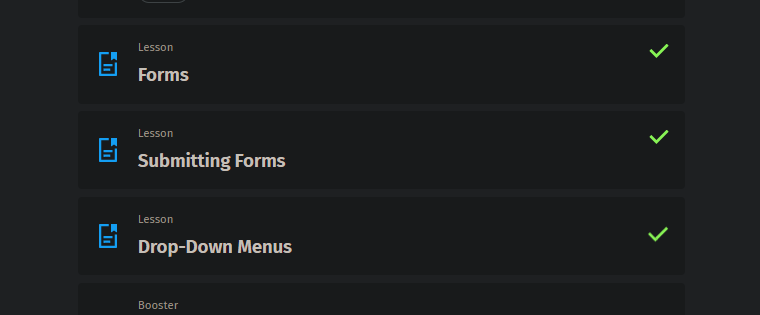 Lesson
Forms
Lesson
Submitting Forms
Lesson
Drop-Down Menus
Booster